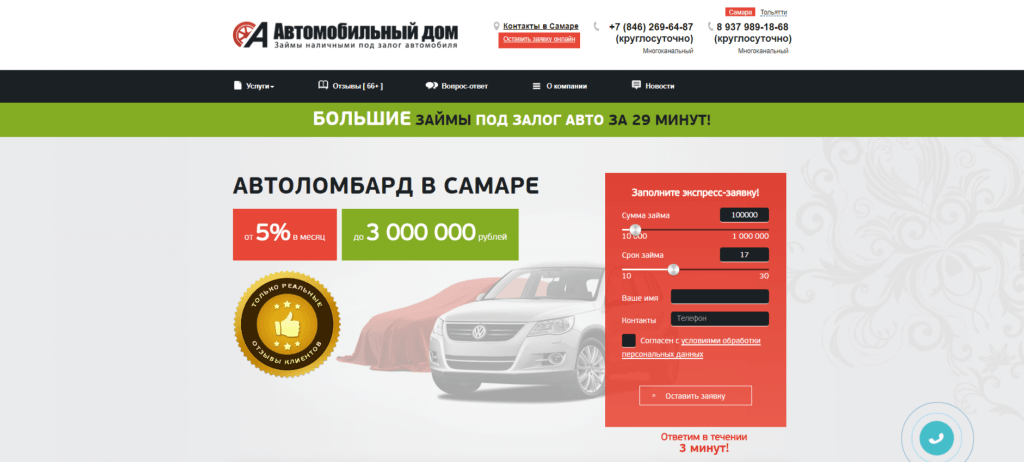 Автомобильный дом
Займы наличными под залог автомобиля
Контакты в Самаре
Оставить заявку онлайн
+7 (846) 269-64-87
(круглосуточно)
Многоканальный
Самара Тольятти
8 937 989-18-68
(круглосуточно)
Многоканальный
Услуги Отзывы [ 66+ ] Вопрос-ответ О компании Новости
БОЛЬШИЕ ЗАЙМЫ ПОД ЗАЛОГ АВТО ЗА 29 МИНУТ!
АВТОЛОМБАРД В САМАРЕ
от 5% в месяц
до 3 000 000 рублей
ТОЛЬКО РЕАЛЬНЫЕ
ОТЗЫВЫ КЛИЕНТОВ
Заполните экспресс-заявку!
Сумма займа 100000
10 000 1 000 000
Срок займа 17
10 30
Ваше имя
Контакты Телефон
Согласен с условиями обработки
персональных данных
Оставить заявку
Ответим в течении
3 минут!